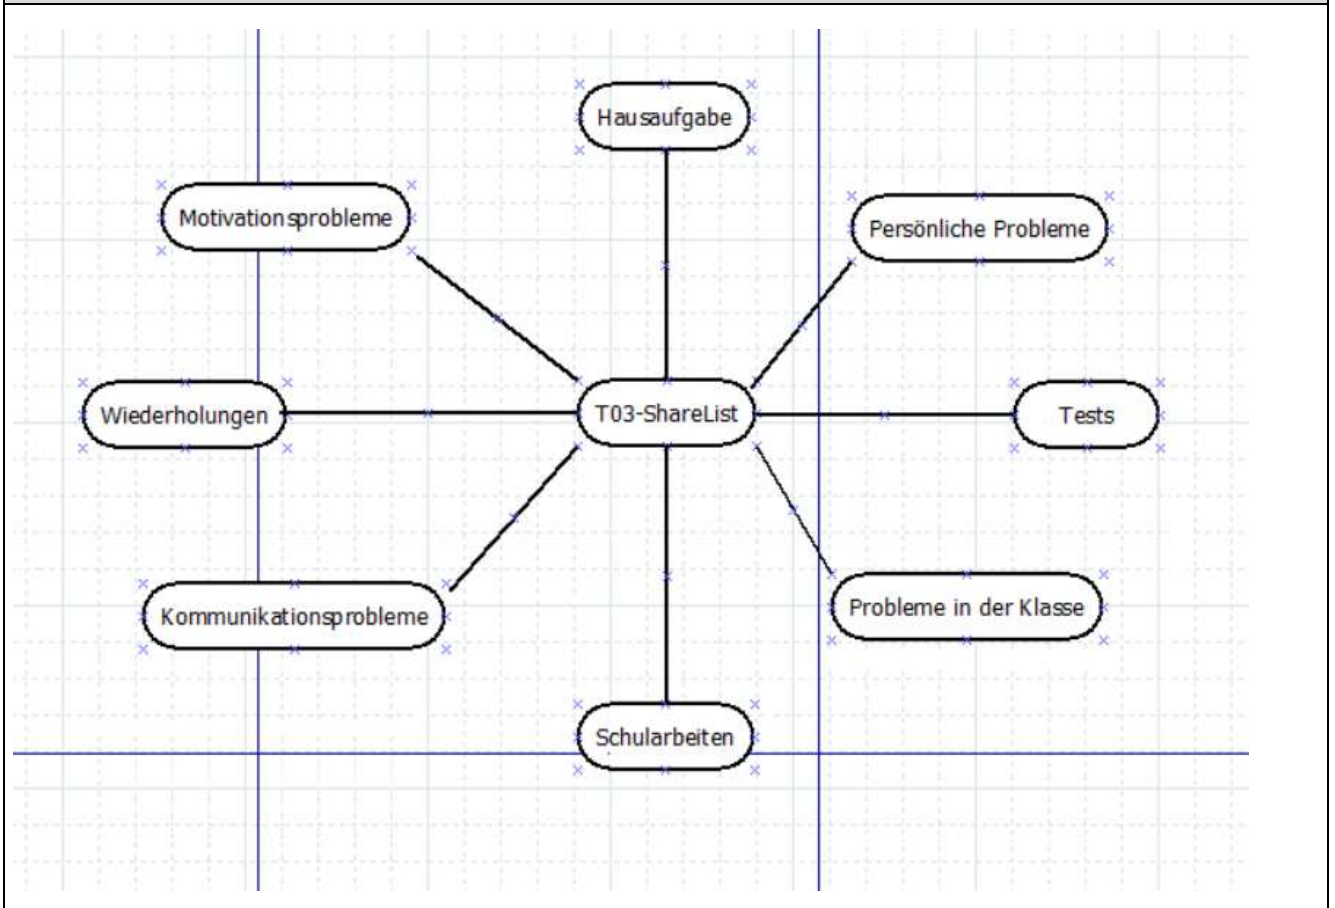 Hausaufgabe
Motivationsprobleme
Persönliche Probleme
Wiederholungen
T03-ShareList
Tests
Kommunikationsprobleme
Probleme in der Klasse
Schularbeiten